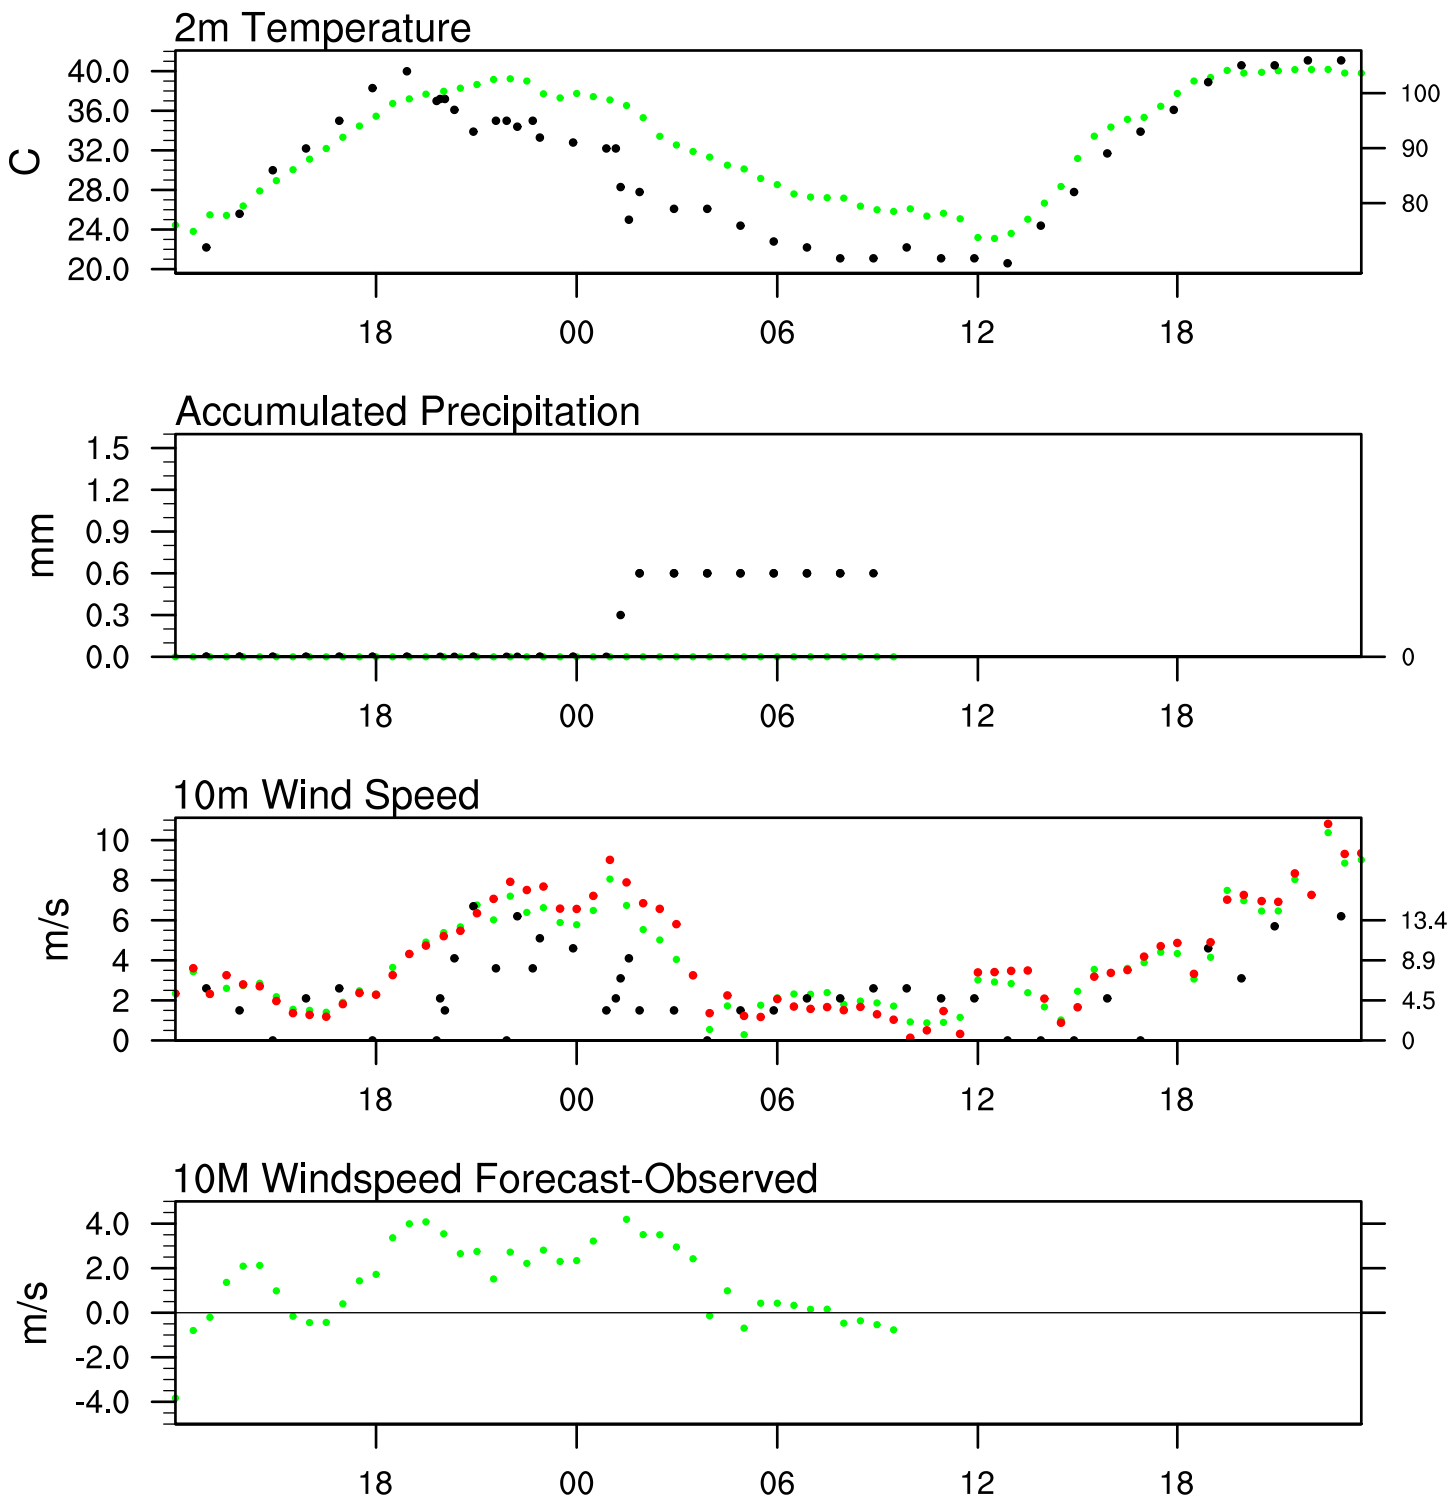 2m Temperature
40.0
36.0
32.0
28.0
24.0
20.0
C
100
90
80
18 00 06 12 18
Accumulated Precipitation
1.5
1.2
0.9
0.6
0.3
0.0
mm
0
18 00 06 12 18
10m Wind Speed
10
8
6
4
2
0
m/s
13.4
8.9
4.5
0
18 00 06 12 18
10M Windspeed Forecast-Observed
4.0
2.0
0.0
-2.0
-4.0
m/s
18 00 06 12 18